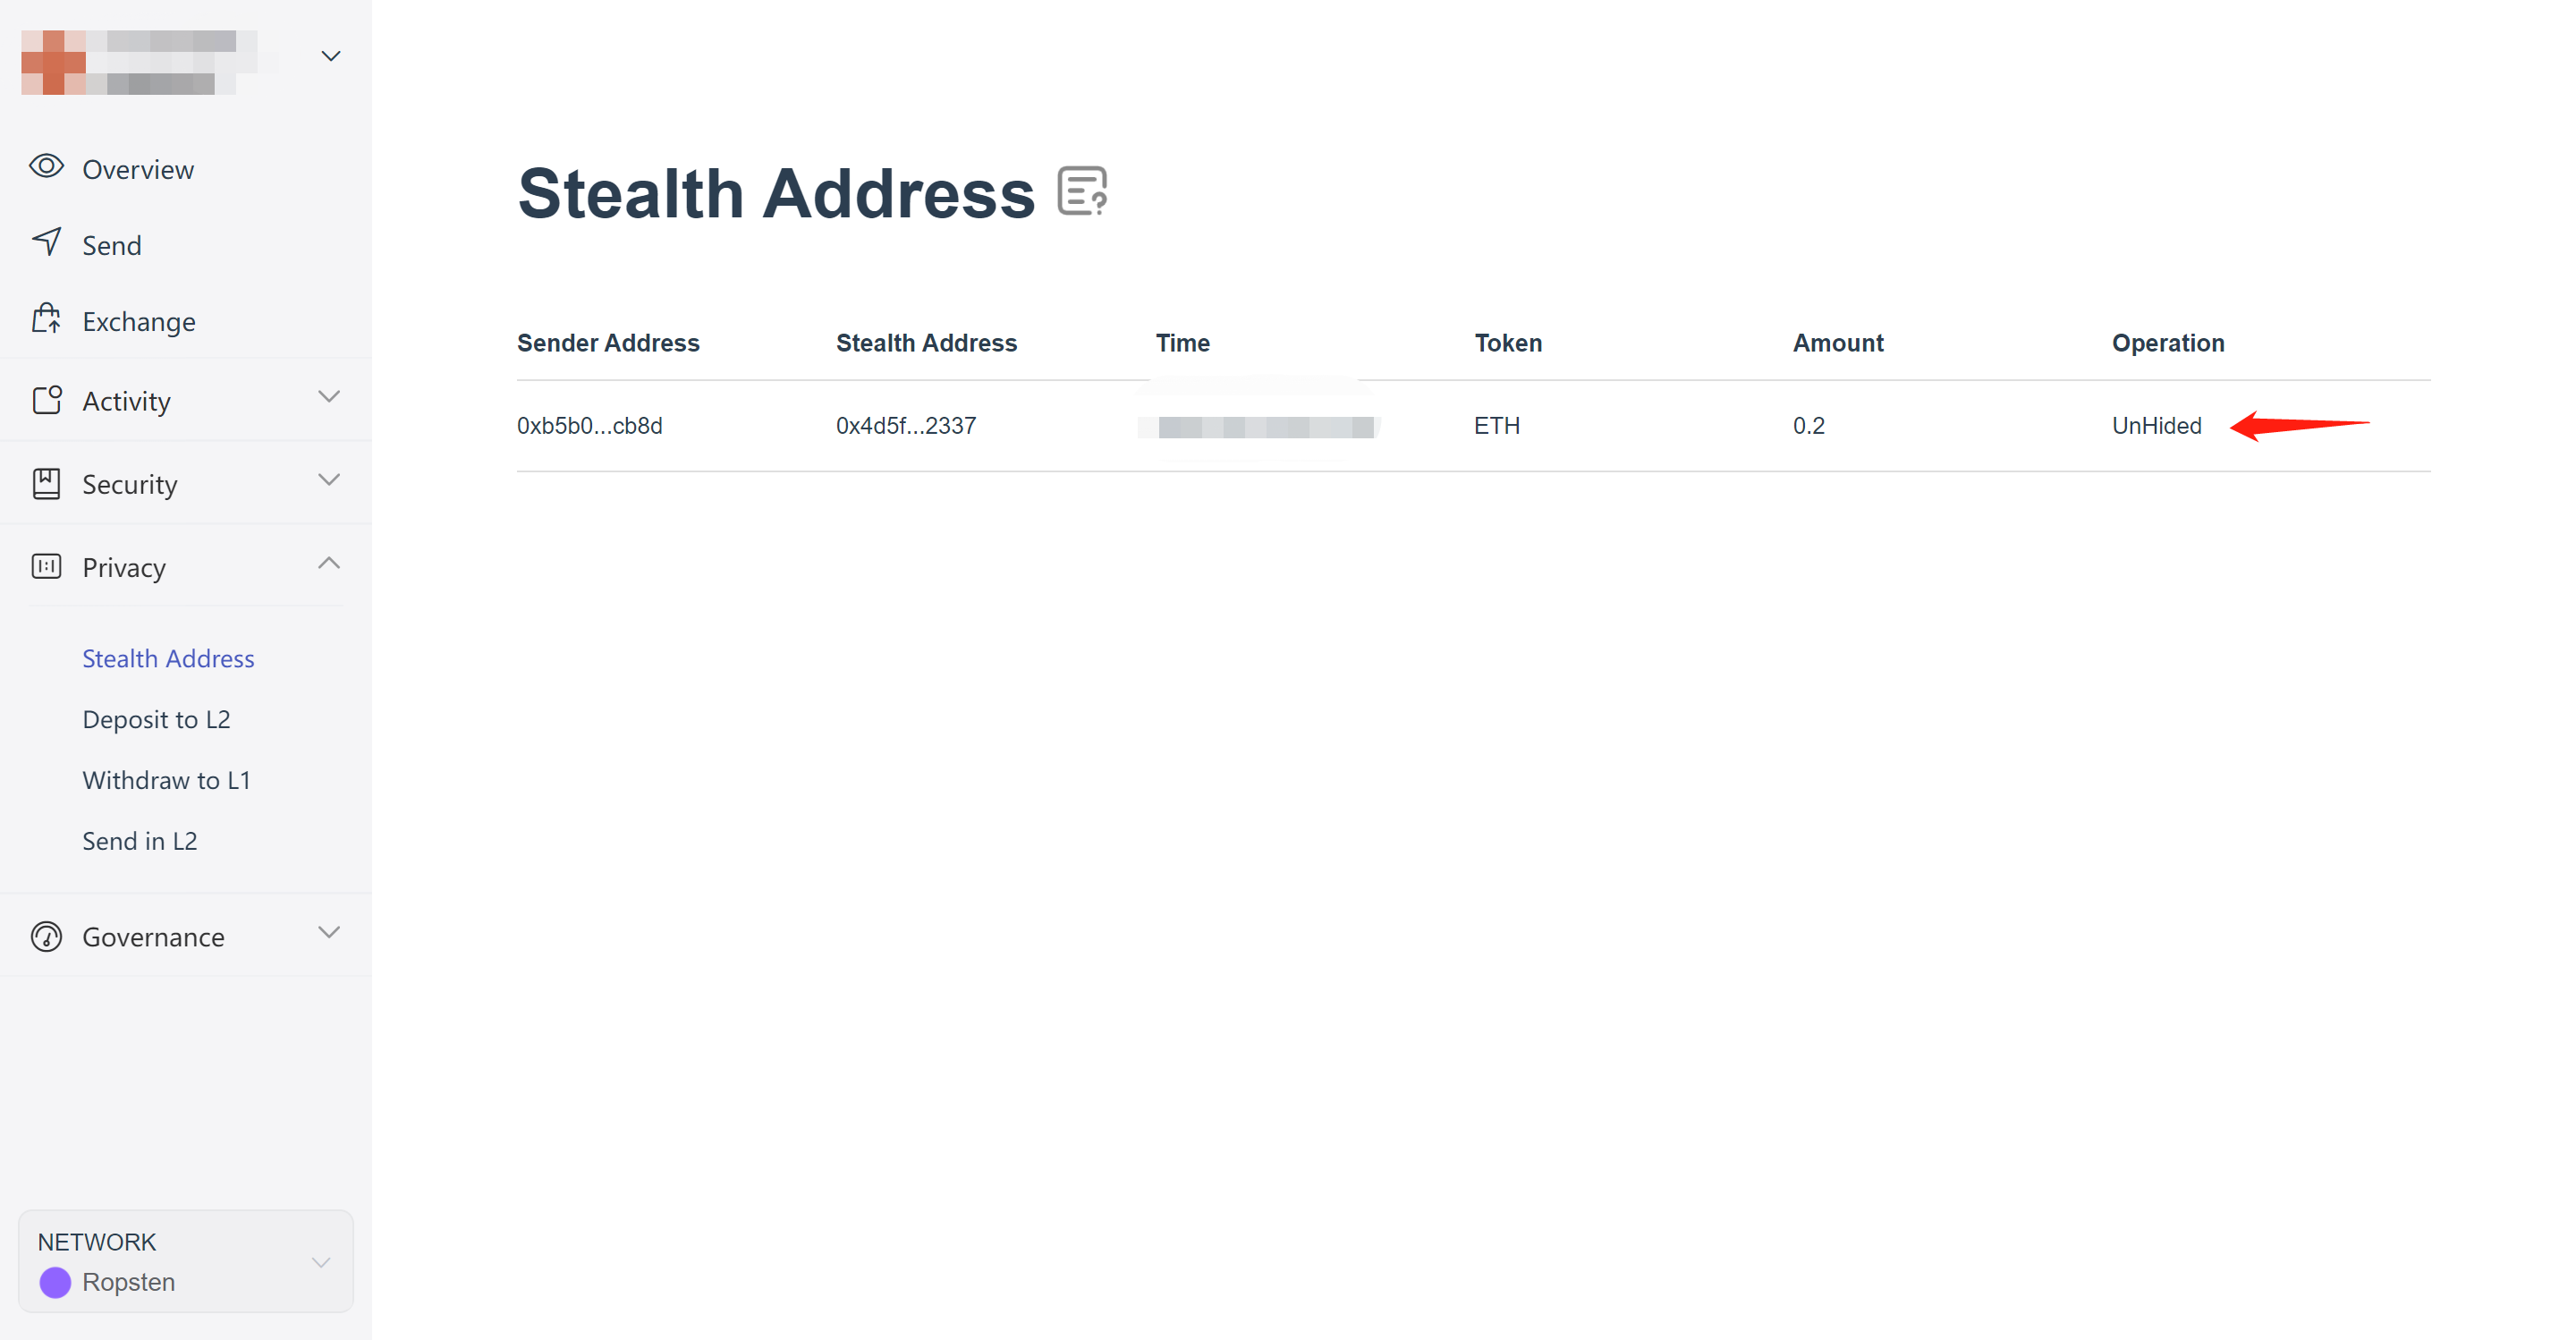 Overview
Send
Exchange
Activity
Security
Privacy
Stealth Address
Deposit to L2
Withdraw to L1
Send in L2
Governance
NETWORK
Ropsten
Stealth Address
Sender Address Stealth Address Time Token Amount Operation
0xb5b0...cb8d 0x4d5f...2337 ETH 0.2 UnHided